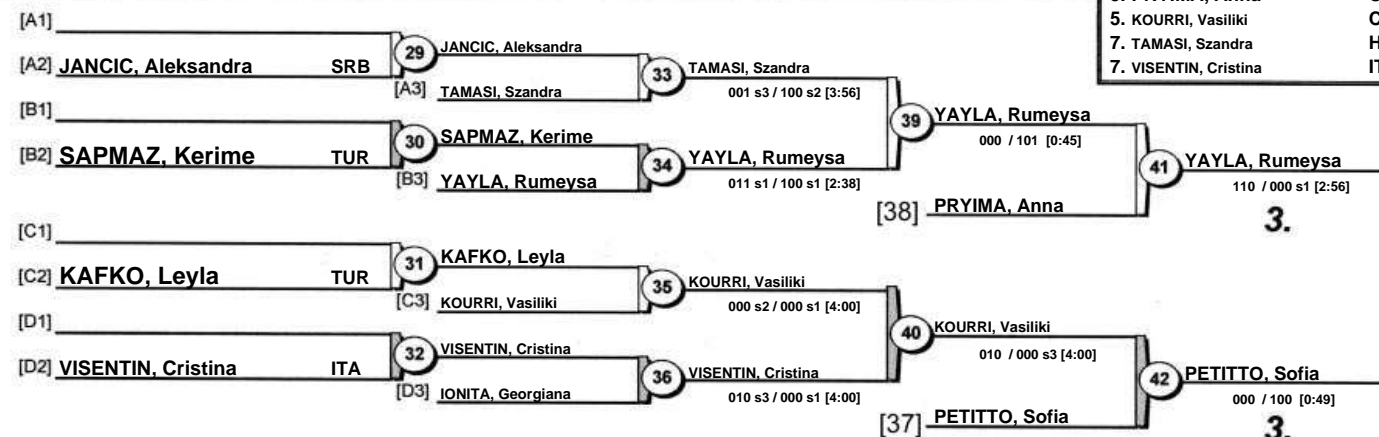 5. KOURRI, Vasiliki
7. TAMASI, Szandra H
7. VISENTIN, Cristina
[A1]
[A2] JANCIC, Aleksandra SRB
29
JANCIC, Aleksandra
[A3] TAMASI, Szandra
33
TAMASI, Szandra
001 s3 / 100 s2 [3:56]
[B1]
[B2] SAPMAZ, Kerime TUR
30
SAPMAZ, Kerime
[B3] YAYLA, Rumeysa
34
YAYLA, Rumeysa
011 s1 / 100 s1 [2:38]
39
YAYLA, Rumeysa
000 / 101 [0:45]
[38] PRYIMA, Anna
41
YAYLA, Rumeysa
110 / 000 s1 [2:56]
3.
[C1]
[C2] KAFKO, Leyla TUR
31
KAFKO, Leyla
[C3] KOURRI, Vasiliki
35
KOURRI, Vasiliki
000 s2 / 000 s1 [4:00]
[D1]
[D2] VISENTIN, Cristina ITA
32
VISENTIN, Cristina
[D3] IONITA, Georgiana
36
VISENTIN, Cristina
010 s3 / 000 s1 [4:00]
40
KOURRI, Vasiliki
010 / 000 s3 [4:00]
[37] PETITTO, Sofia
42
PETITTO, Sofia
000 / 100 [0:49]
3.